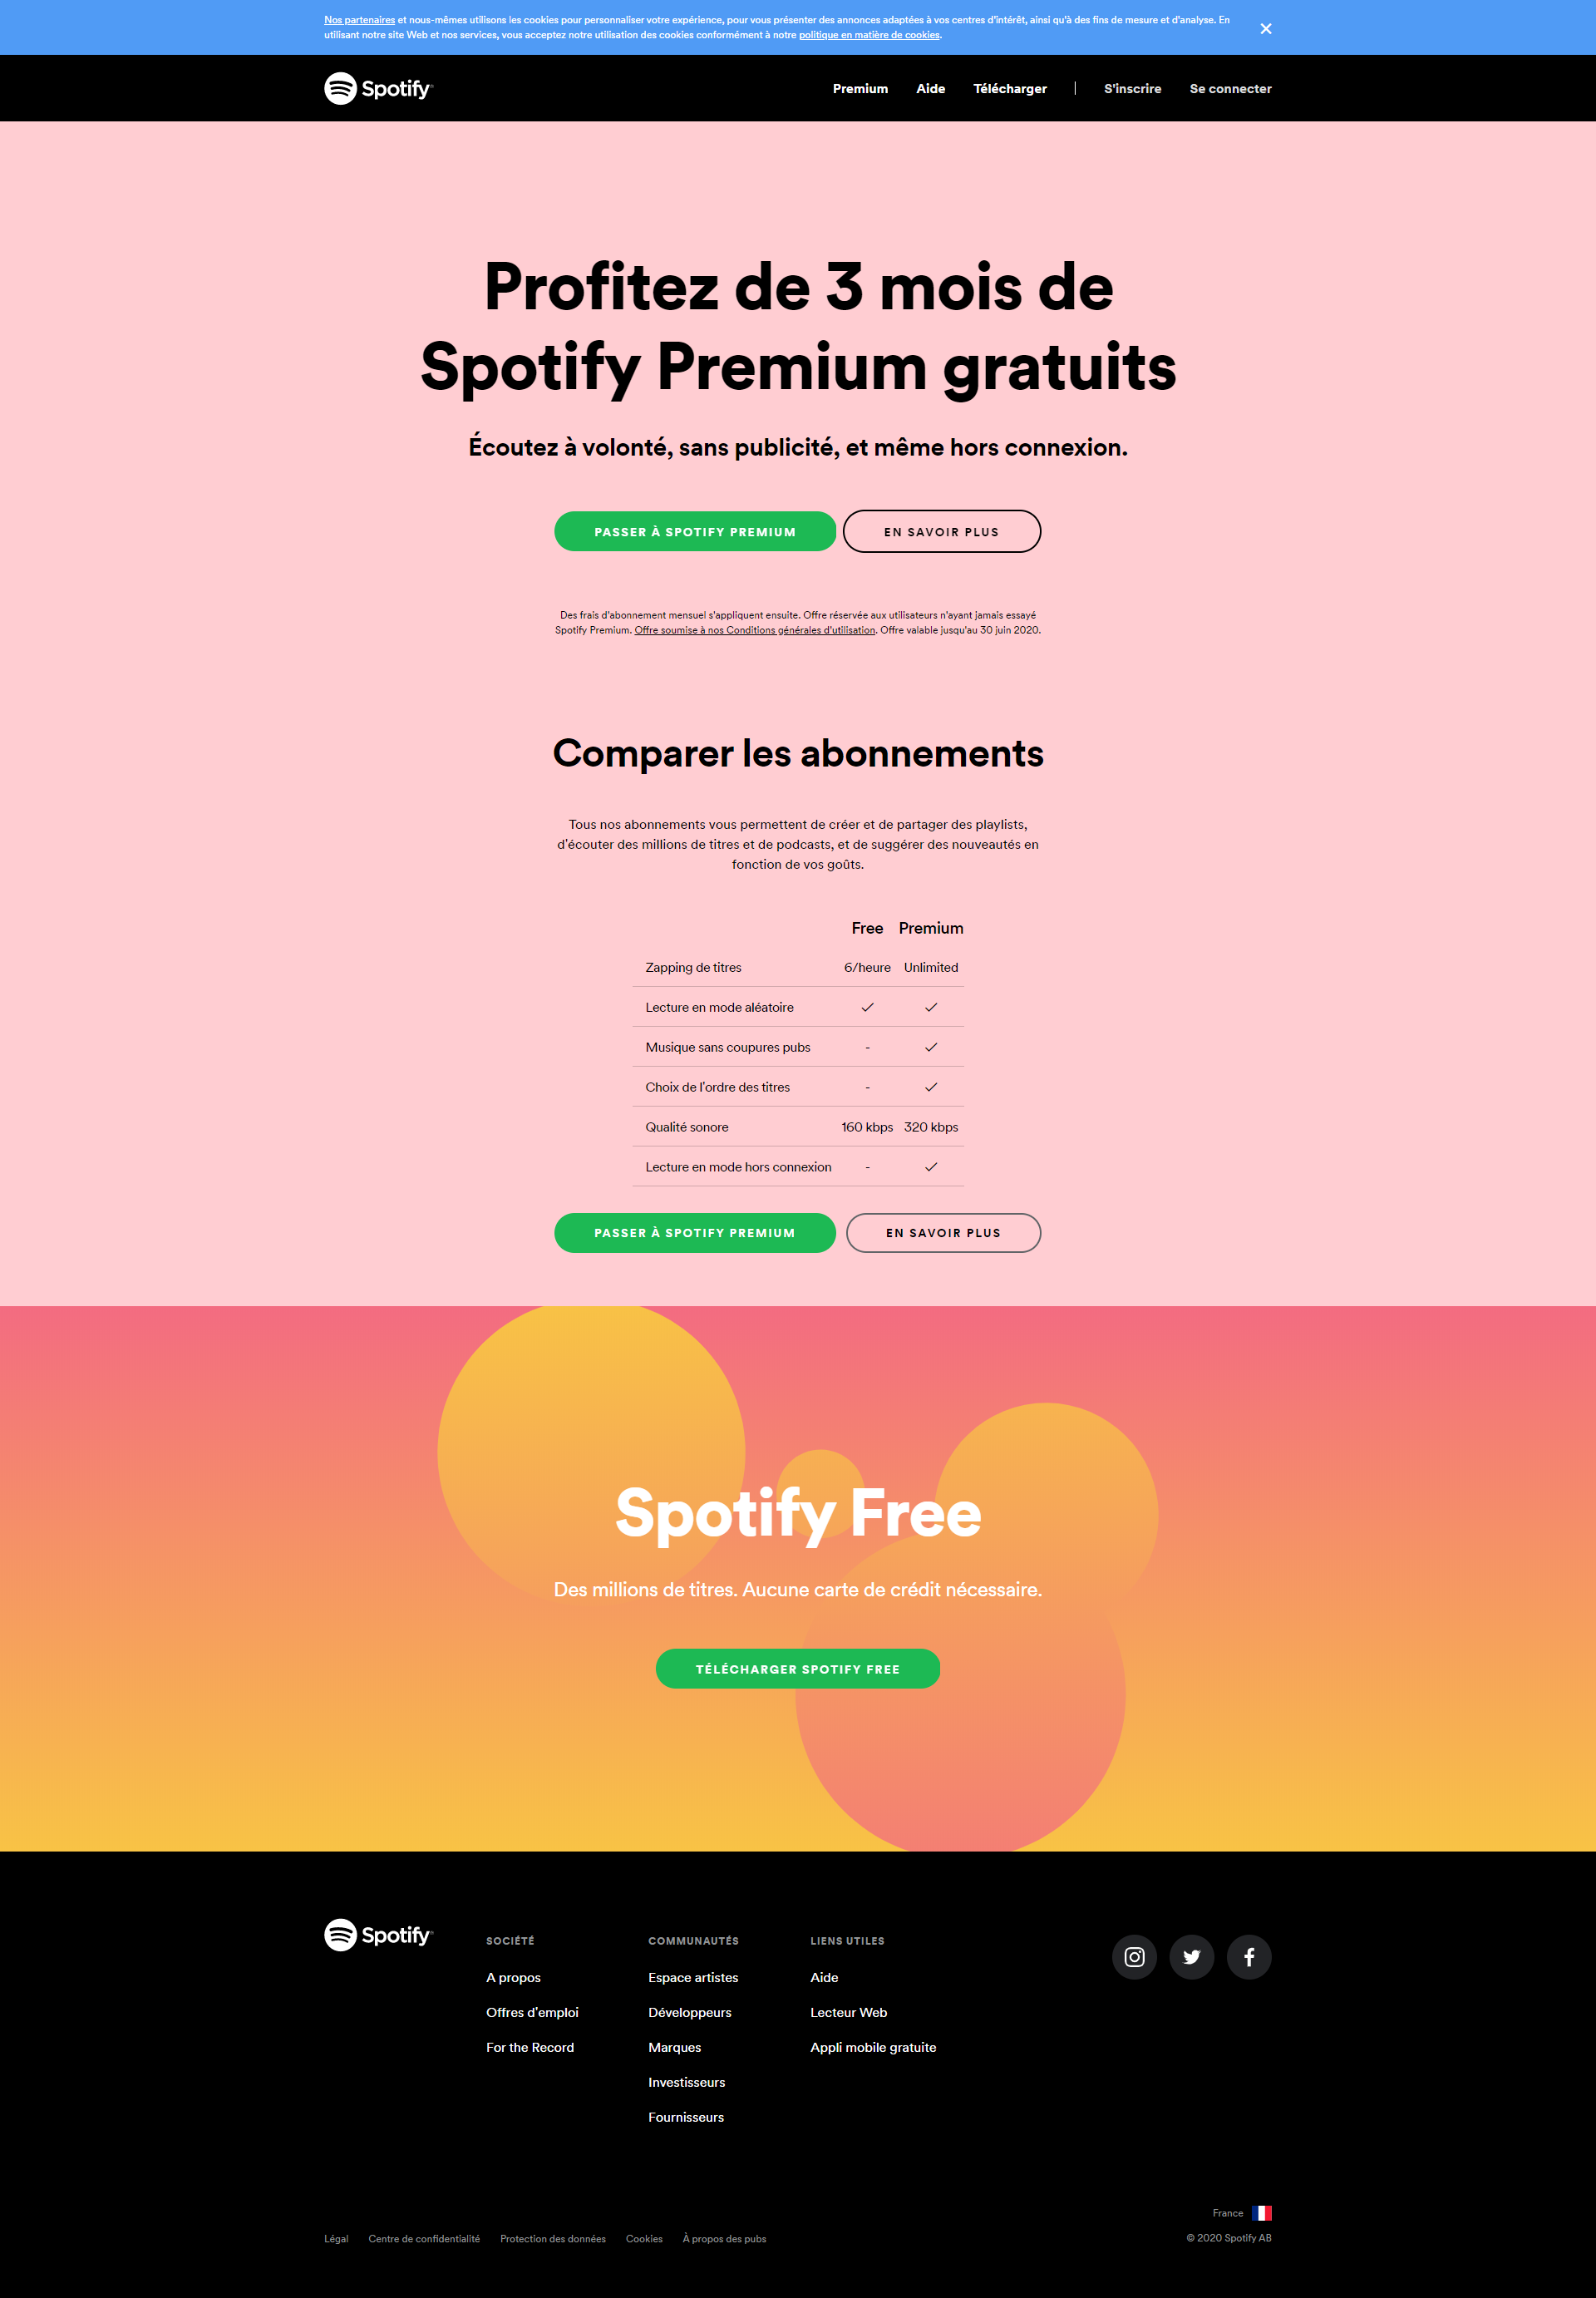 Nos partenaires et nous-mêmes utilisons les cookies pour personnaliser votre expérience, pour vous présenter des annonces adaptées à vos centres d'intérêt, ainsi qu'à des fins de mesure et d'analyse. En
utilisant notre site Web et nos services, vous acceptez notre utilisation des cookies conformément à notre politique en matière de cookies.
Spotify
Premium Aide Télécharger | S'inscrire Se connecter
Profitez de 3 mois de
Spotify Premium gratuits
Écoutez à volonté, sans publicité, et même hors connexion.
PASSER À SPOTIFY PREMIUM EN SAVOIR PLUS
Des frais d'abonnement mensuel s'appliquent ensuite. Offre réservée aux utilisateurs n'ayant jamais essayé
Spotify Premium. Offre soumise à nos Conditions générales d'utilisation. Offre valable jusqu'au 30 juin 2020.
Comparer les abonnements
Tous nos abonnements vous permettent de créer et de partager des playlists,
d'écouter des millions de titres et de podcasts, et de suggérer des nouveautés en
fonction de vos goûts.
Free Premium
Zapping de titres 6/heure Unlimited
Lecture en mode aléatoire ✓ ✓
Musique sans coupures pubs - ✓
Choix de l'ordre des titres - ✓
Qualité sonore 160 kbps 320 kbps
Lecture en mode hors connexion - ✓
PASSER À SPOTIFY PREMIUM EN SAVOIR PLUS
Spotify Free
Des millions de titres. Aucune carte de crédit nécessaire.
TÉLÉCHARGER SPOTIFY FREE
Spotify
SOCIÉTÉ
A propos
Offres d'emploi
For the Record
COMMUNAUTÉS
Espace artistes
Développeurs
Marques
Investisseurs
Fournisseurs
LIENS UTILES
Aide
Lecteur Web
Appli mobile gratuite
France
Légal Centre de confidentialité Protection des données Cookies À propos des pubs
© 2020 Spotify AB